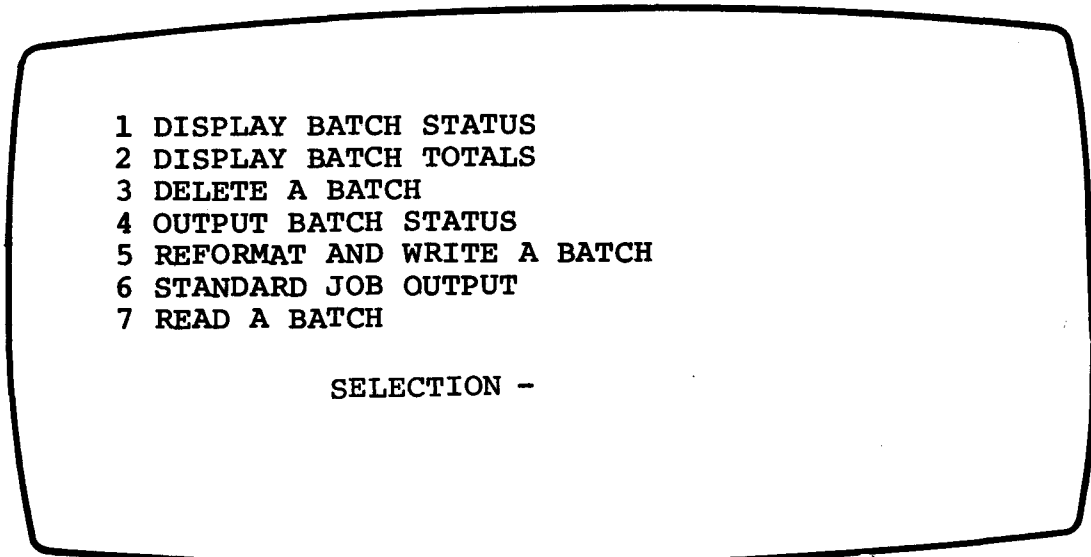 1 DISPLAY BATCH STATUS
2 DISPLAY BATCH TOTALS
3 DELETE A BATCH
4 OUTPUT BATCH STATUS
5 REFORMAT AND WRITE A BATCH
6 STANDARD JOB OUTPUT
7 READ A BATCH
SELECTION -